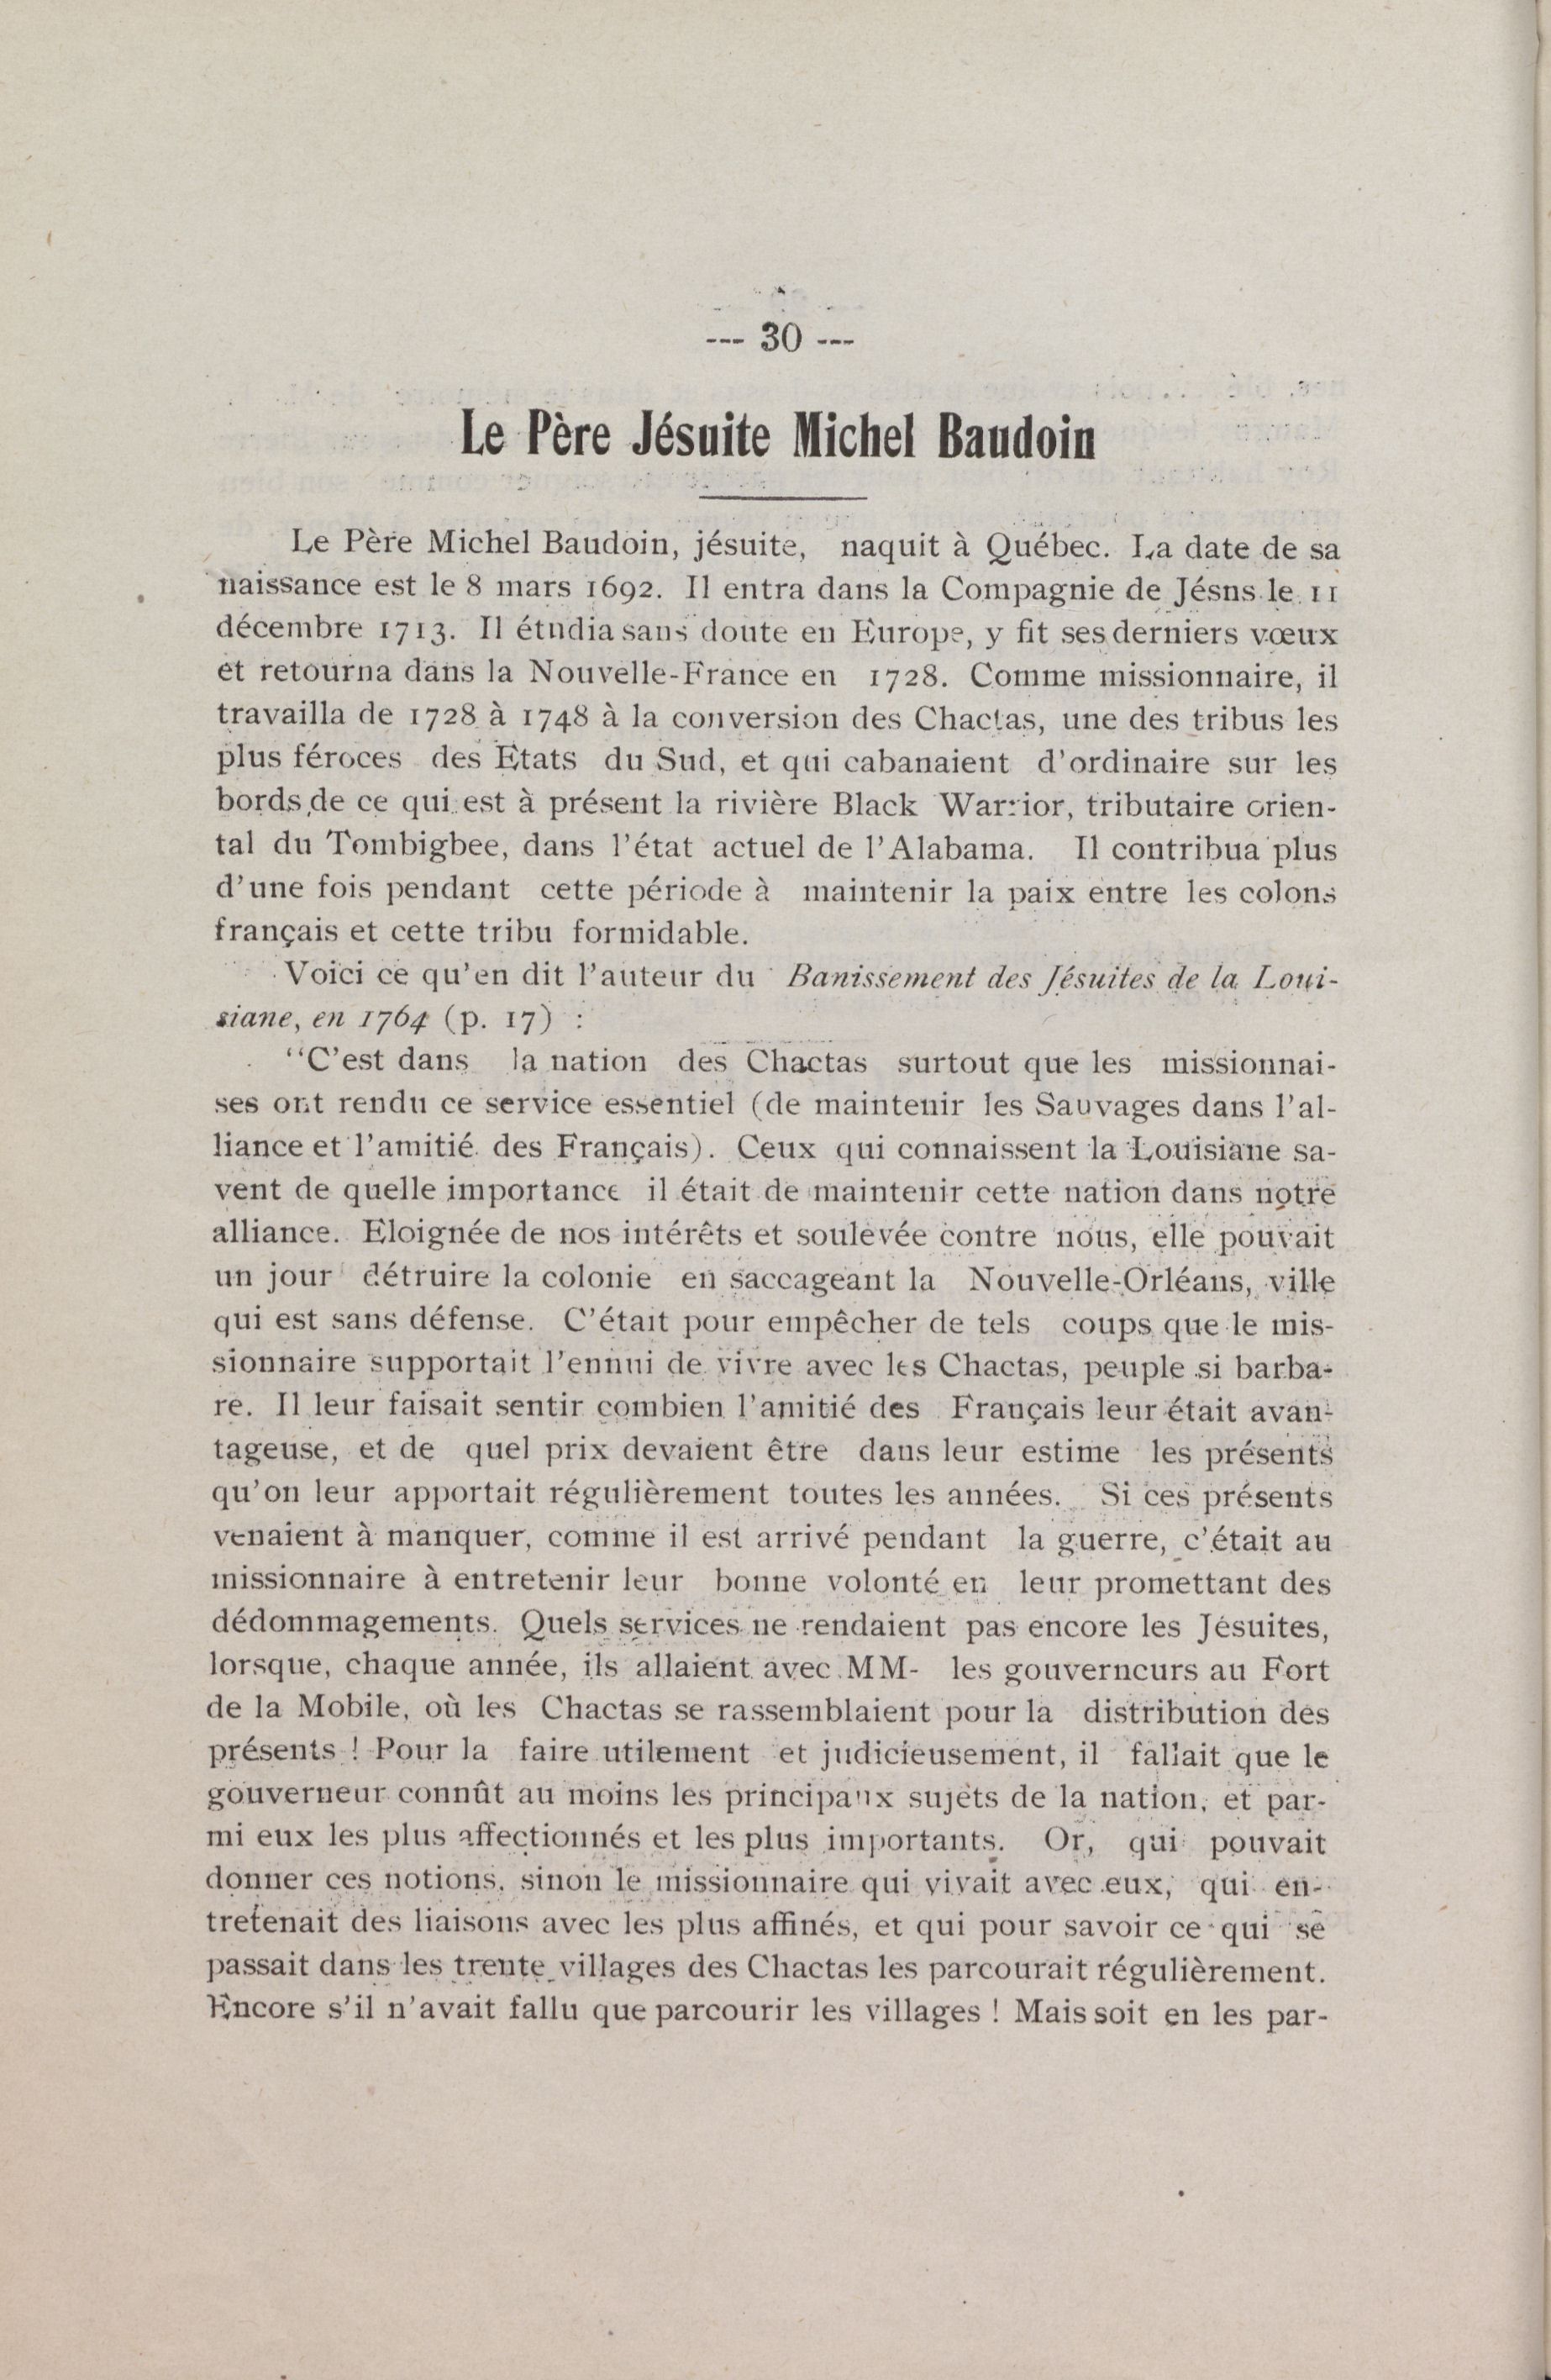 --- 30 ---
Le Père Jésuite Michel Baudoin
Le Père Michel Baudoin, jésuite, naquit à Québec. La date de sa
naissance est le 8 mars 1692. Il entra dans la Compagnie de Jésns le 11
décembre 1713. Il étudia sans doute en Europe, y fit ses derniers vœux
et retourna dans la Nouvelle-France en 1728. Comme missionnaire, il
travailla de 1728 à 1748 à la conversion des Chactas, une des tribus les
plus féroces des Etats du Sud, et qui cabanaient d'ordinaire sur les
bords de ce qui est à présent la rivière Black Warrior, tributaire orien-
tal du Tombigbee, dans l'état actuel de l'Alabama. Il contribua plus
d'une fois pendant cette période à maintenir la paix entre les colons
français et cette tribu formidable.
Voici ce qu'en dit l'auteur du Banissement des Jésuites de la Loui-
siane, en 1764 (p. 17) :
"C'est dans la nation des Chactas surtout que les missionnai-
ses ont rendu ce service essentiel (de maintenir les Sauvages dans l'al-
liance et l'amitié des Français). Ceux qui connaissent la Louisiane sa-
vent de quelle importance il était de maintenir cette nation dans notre
alliance. Eloignée de nos intérêts et soulevée contre nous, elle pouvait
un jour détruire la colonie en saccageant la Nouvelle-Orléans, ville
qui est sans défense. C'était pour empêcher de tels coups que le mis-
sionnaire supportait l'ennui de vivre avec les Chactas, peuple si barba-
re. Il leur faisait sentir combien l'amitié des Français leur était avan-
tageuse, et de quel prix devaient être dans leur estime les présents
qu'on leur apportait régulièrement toutes les années. Si ces présents
venaient à manquer, comme il est arrivé pendant la guerre, c'était au
missionnaire à entretenir leur bonne volonté en leur promettant des
dédommagements. Quels services ne rendaient pas encore les Jésuites,
lorsque, chaque année, ils allaient avec MM- les gouverneurs au Fort
de la Mobile, où les Chactas se rassemblaient pour la distribution des
présents ! Pour la faire utilement et judicieusement, il fallait que le
gouverneur connût au moins les principaux sujets de la nation, et par-
mi eux les plus affectionnés et les plus importants. Or, qui pouvait
donner ces notions, sinon le missionnaire qui vivait avec eux, qui en-
tretenait des liaisons avec les plus affinés, et qui pour savoir ce qui se
passait dans les trente villages des Chactas les parcourait régulièrement.
Encore s'il n'avait fallu que parcourir les villages ! Mais soit en les par-